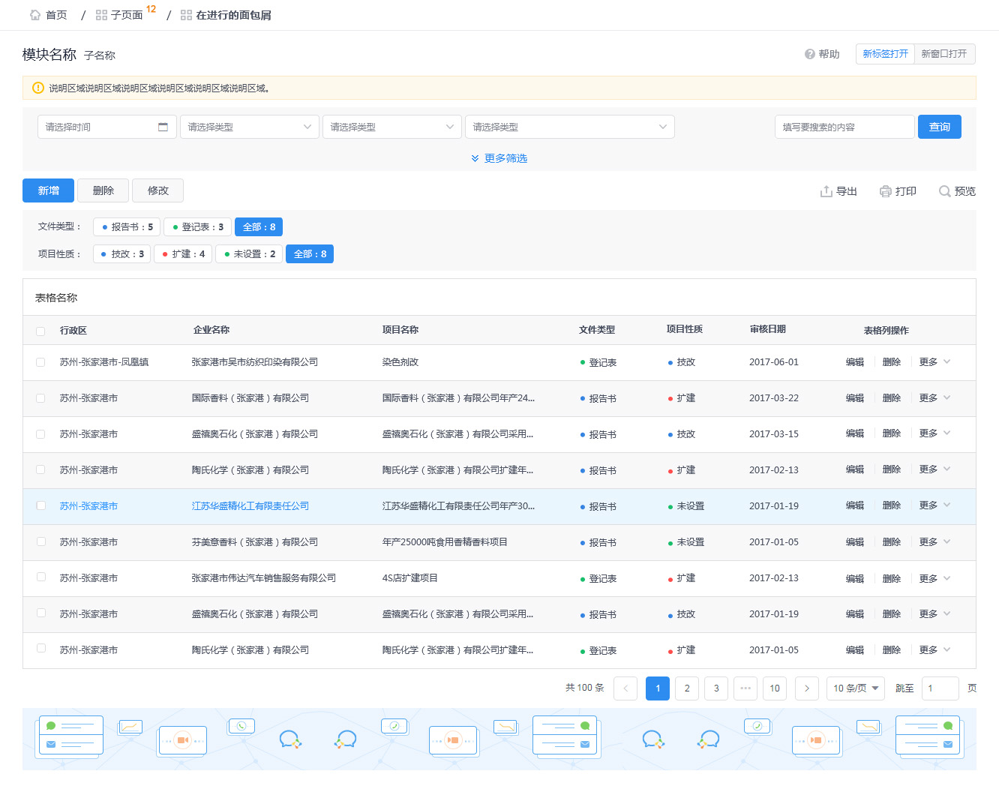 首页 / 子页面 12 / 在进行的面包屑
模块名称 子名称 帮助 新标签打开 新窗口打开
说明区域说明区域说明区域说明区域说明区域说明区域。
请选择时间 请选择类型 请选择类型 请选择类型 填写要搜索的内容 查询
更多筛选
新增 删除 修改 导出 打印 预览
文件类型： 报告书：5 登记表：3 全部：8
项目性质： 技改：3 扩建：4 未设置：2 全部：8
表格名称
行政区 企业名称 项目名称 文件类型 项目性质 审核日期 表格列操作
苏州-张家港市-凤凰镇 张家港市吴市纺织印染有限公司 染色剂改 登记表 技改 2017-06-01 编辑 删除 更多
苏州-张家港市 国际香料（张家港）有限公司 国际香料（张家港）有限公司年产24... 报告书 扩建 2017-03-22 编辑 删除 更多
苏州-张家港市 盛禧奥石化（张家港）有限公司 盛禧奥石化（张家港）有限公司采用... 报告书 技改 2017-03-15 编辑 删除 更多
苏州-张家港市 陶氏化学（张家港）有限公司 陶氏化学（张家港）有限公司扩建年... 报告书 扩建 2017-02-13 编辑 删除 更多
苏州-张家港市 江苏华盛精化工有限责任公司 江苏华盛精化工有限责任公司年产30... 报告书 未设置 2017-01-19 编辑 删除 更多
苏州-张家港市 芬美意香料（张家港）有限公司 年产25000吨食用香精香料项目 报告书 未设置 2017-01-05 编辑 删除 更多
苏州-张家港市 张家港市伟达汽车销售服务有限公司 4S店扩建项目 登记表 扩建 2017-02-13 编辑 删除 更多
苏州-张家港市 盛禧奥石化（张家港）有限公司 盛禧奥石化（张家港）有限公司采用... 报告书 技改 2017-01-19 编辑 删除 更多
苏州-张家港市 陶氏化学（张家港）有限公司 陶氏化学（张家港）有限公司扩建年... 登记表 扩建 2017-01-05 编辑 删除 更多
共 100 条 < 1 2 3 ••• 10 > 10 条/页 跳至 1 页